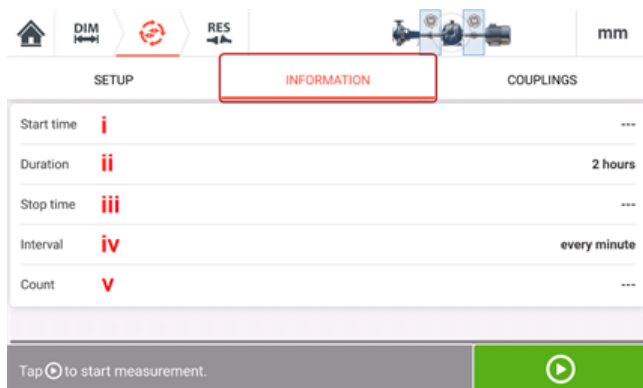 DIM RES mm
SETUP INFORMATION COUPLINGS
Start time i ---
Duration ii 2 hours
Stop time iii ---
Interval iv every minute
Count v ---
Tap to start measurement.